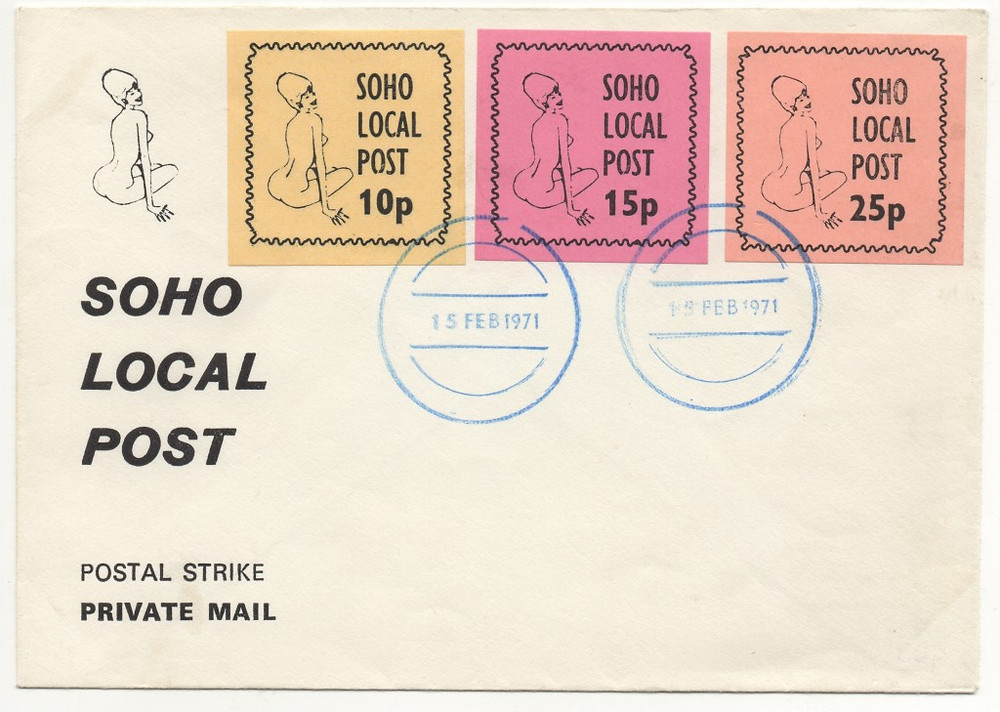 SOHO
LOCAL
POST
10p
SOHO
LOCAL
POST
15p
SOHO
LOCAL
POST
25p
15 FEB 1971
15 FEB 1971
SOHO
LOCAL
POST
POSTAL STRIKE
PRIVATE MAIL